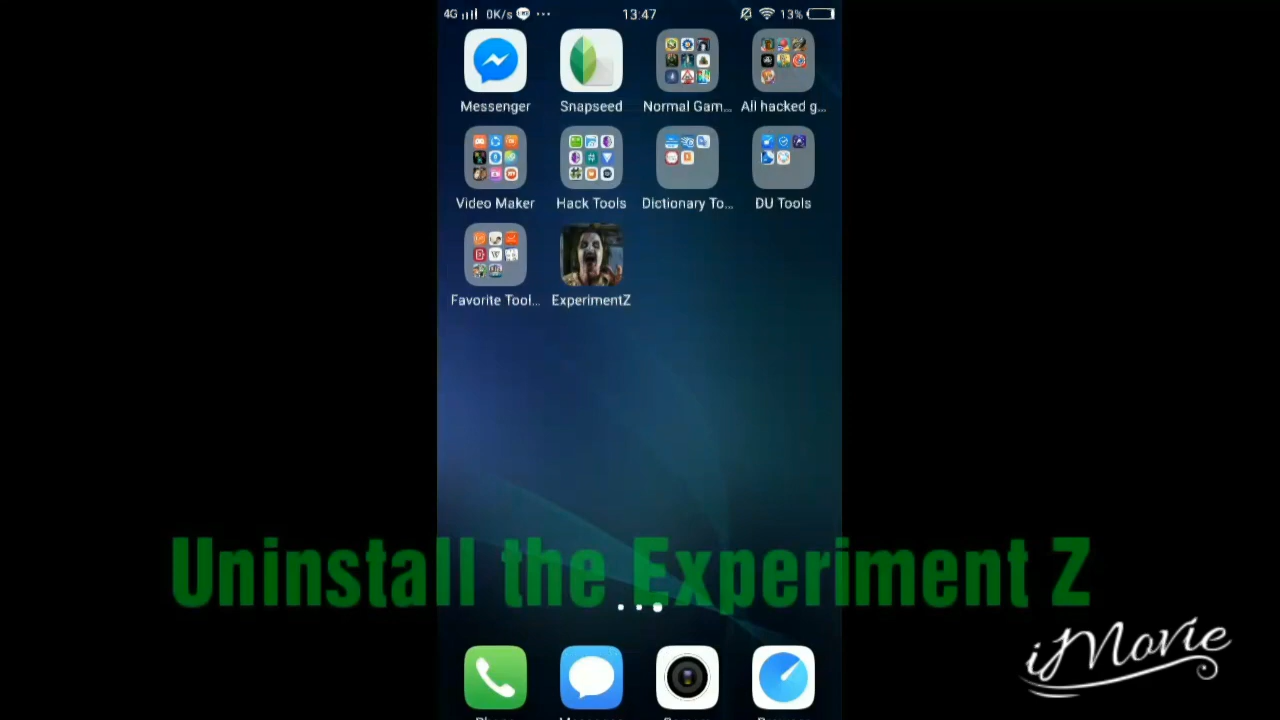 4G 0K/s ... 13:47 13%
Messenger Snapseed Normal Gam... All hacked g...
Video Maker Hack Tools Dictionary To... DU Tools
Favorite Tool... ExperimentZ
Uninstall the Experiment Z
iMovie